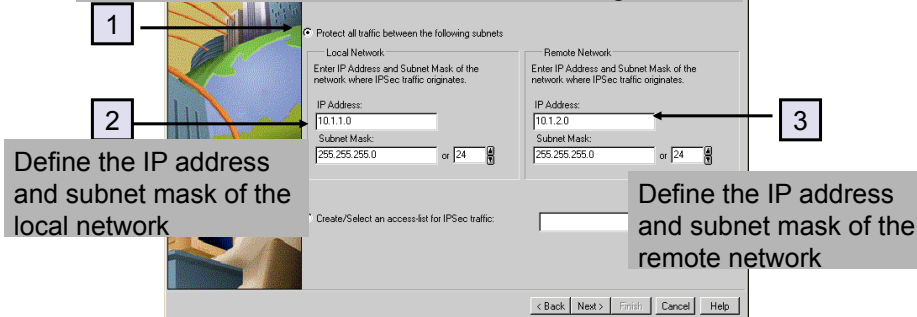 1
Protect all traffic between the following subnets
Local Network
Enter IP Address and Subnet Mask of the
network where IPSec traffic originates.
IP Address:
10.1.1.0
Subnet Mask:
255.255.255.0 or 24
Remote Network
Enter IP Address and Subnet Mask of the
network where IPSec traffic originates.
IP Address:
10.1.2.0
Subnet Mask:
255.255.255.0 or 24
2
Define the IP address
and subnet mask of the
local network
3
Define the IP address
and subnet mask of the
remote network
Create/Select an access-list for IPSec traffic:
< Back Next > Finish Cancel Help